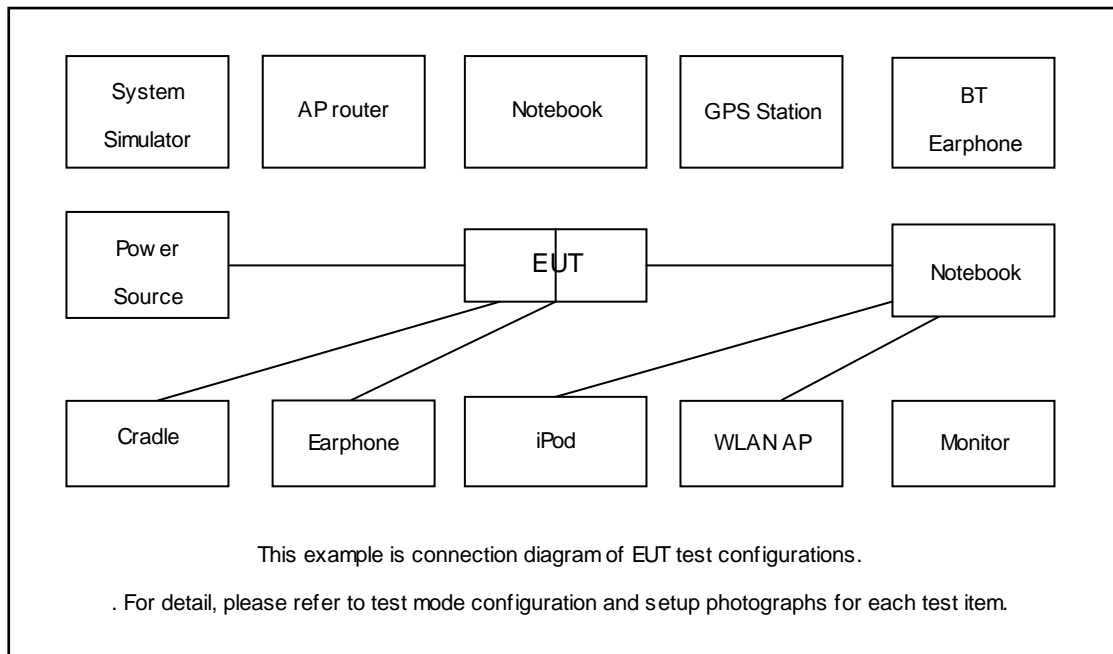 System
Simulator
AP router
Notebook
GPS Station
BT
Earphone
Power
Source
EUT
Notebook
Cradle
Earphone
iPod
WLAN AP
Monitor
This example is connection diagram of EUT test configurations.
. For detail, please refer to test mode configuration and setup photographs for each test item.